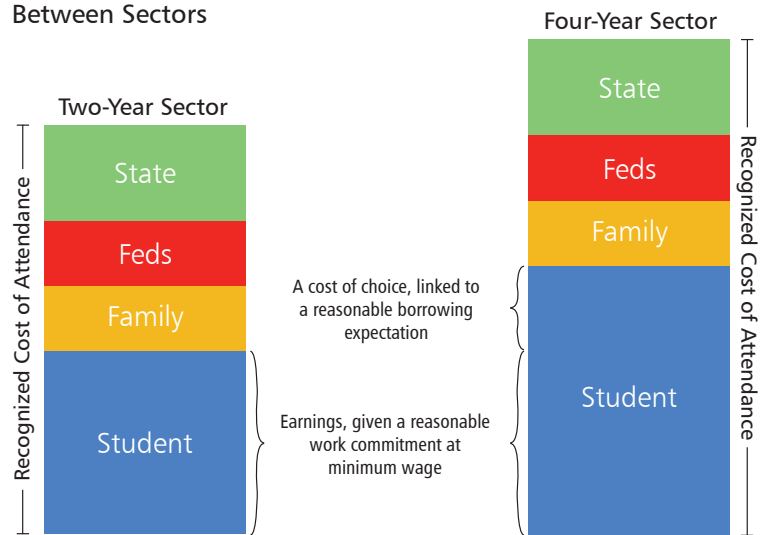 Between Sectors
Two-Year Sector
Recognized Cost of Attendance
State
Feds
Family
Student
A cost of choice, linked to
a reasonable borrowing
expectation
Earnings, given a reasonable
work commitment at
minimum wage
Four-Year Sector
State
Feds
Family
Student
Recognized Cost of Attendance